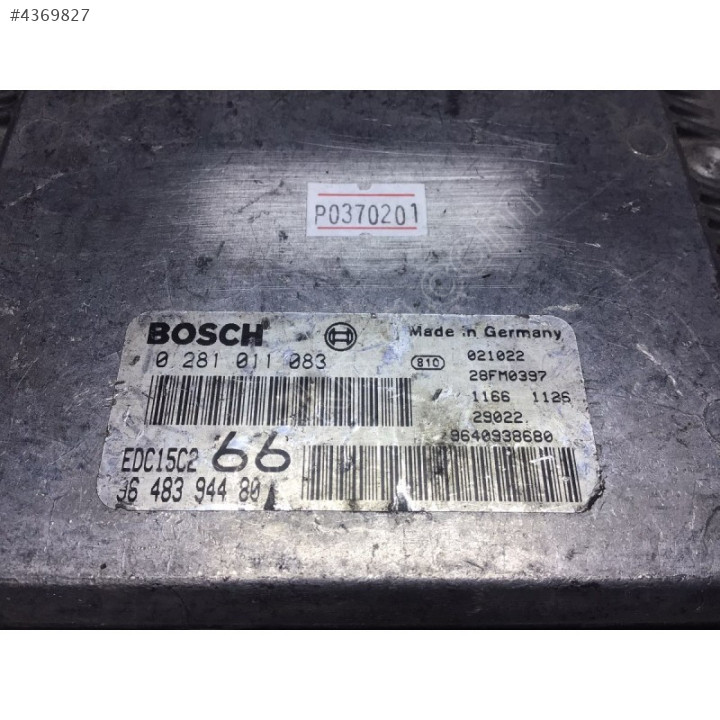 #4369827
P0370201
BOSCH
Made in Germany
0 281 011 083
810
021022
28FM0397
1166 1126
29022
9640938680
EDC15C2 66
96 483 944 80